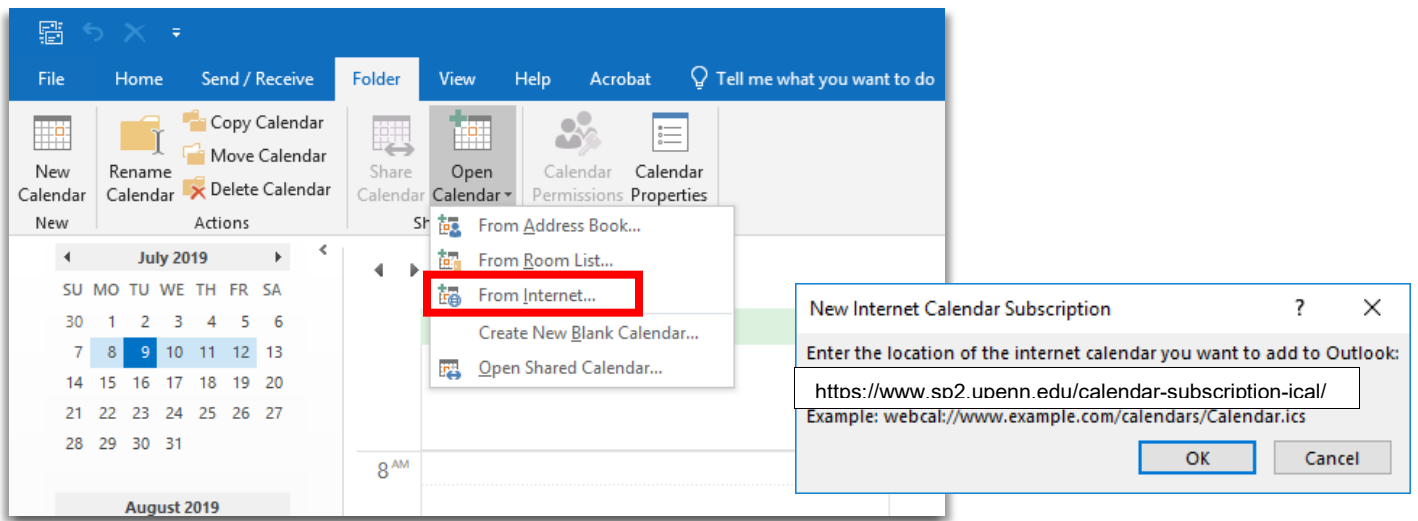 File Home Send / Receive Folder View Help Acrobat Tell me what you want to do
New Calendar
Rename Calendar
Copy Calendar
Move Calendar
Delete Calendar
Share Calendar
Open Calendar
Calendar Permissions
Calendar Properties
New Actions Sh
From Address Book...
From Room List...
From Internet...
Create New Blank Calendar...
Open Shared Calendar...
July 2019
SU MO TU WE TH FR SA
30 1 2 3 4 5 6
7 8 9 10 11 12 13
14 15 16 17 18 19 20
21 22 23 24 25 26 27
28 29 30 31
August 2019
8 AM
New Internet Calendar Subscription ?
Enter the location of the internet calendar you want to add to Outlook:
https://www.sp2.upenn.edu/calendar-subscription-ical/
Example: webcal://www.example.com/calendars/Calendar.ics
OK Cancel